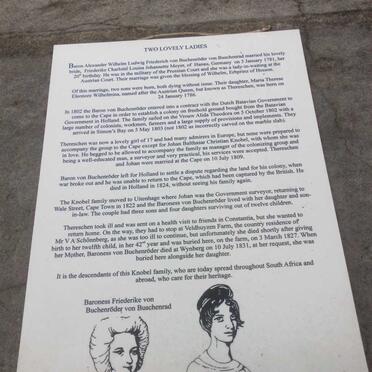 TWO LOVELY LADIES
Baron Alexander Wilhelm Ludwig Friederich von Buchenröder von Buschenrad married his lovely
bride, Friederike Charlotd Louisa Johannette Meyer, of Hanau, Germany on 5 January 1781, her
20th birthday. He was in the military of the Prussian Court and she was a lady-in-waiting at the
Austrian Court. Their marriage was given the blessing of Wilhelm, Erbprinz of Hessen.
Of this marriage, two sons were born, both dying without issue. Their daughter, Maria Therese
Eleonore Wilhelmina, named after the Austrian Queen, but known as Thereschen, was born on
24 January 1786.
In 1802 the Baron von Buchenröder entered into a contract with the Dutch Batavian Government to
come to the Cape in order to establish a colony on freehold ground bought from the Batavian
Government in Holland. The family sailed on the Vrouw Alida Theodora on 5 October 1802 with a
large number of colonists, workmen, farmers and a large supply of provisions and implements. They
arrived in Simon's Bay on 5 May 1803 (not 1802 as incorrectly carved on the marble slab).
Thereschen was now a lovely girl of 17 and had many admirers in Europe, but none were prepared to
accompany the group to the Cape except for Johan Balthasar Christian Knobel, with whom she was
in love. He begged to be allowed to accompany the family as manager of the colonising group and
being a well-educated man, a surveyor and very practical, his services were accepted. Thereschen
and Johan were married at the Cape on 10 July 1809.
Baron von Buchenröder left for Holland to settle a dispute regarding the land for his colony, when
war broke out and he was unable to return to the Cape, which had been captured by the British. He
died in Holland in 1824, without seeing his family again.
The Knobel family moved to Uitenhage where Johan was the Government surveyor, returning to
Wale Street, Cape Town in 1822 and the Baroness von Buchenröder lived with her daughter and son-
in-law. The couple had three sons and four daughters surviving out of twelve children.
Thereschen took ill and was sent on a health visit to friends in Constantia, but she wanted to
return home. On the way, they had to stop at Veldhuyzen Farm, the country residence of
Mr V A Schönnberg, as she was too ill to continue, but unfortunately she died shortly after giving
birth to her twelfth child, in her 42nd year and was buried here, on the farm, on 3 March 1827. When
her Mother, Baroness von Buchenröder died at Wynberg on 10 July 1831, at her request, she was
buried here alongside her daughter.
It is the descendants of this Knobel family, who are today spread throughout South Africa and
abroad, who care for their heritage.
Baroness Friederike von
Buchenröder von Buschenrad